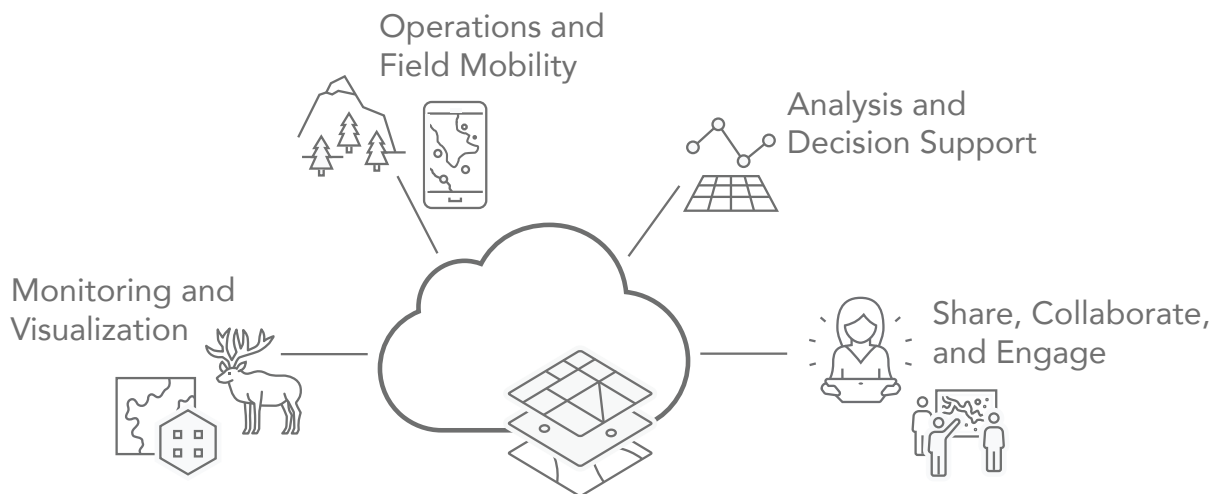 Operations and
Field Mobility
Analysis and
Decision Support
Monitoring and
Visualization
Share, Collaborate,
and Engage